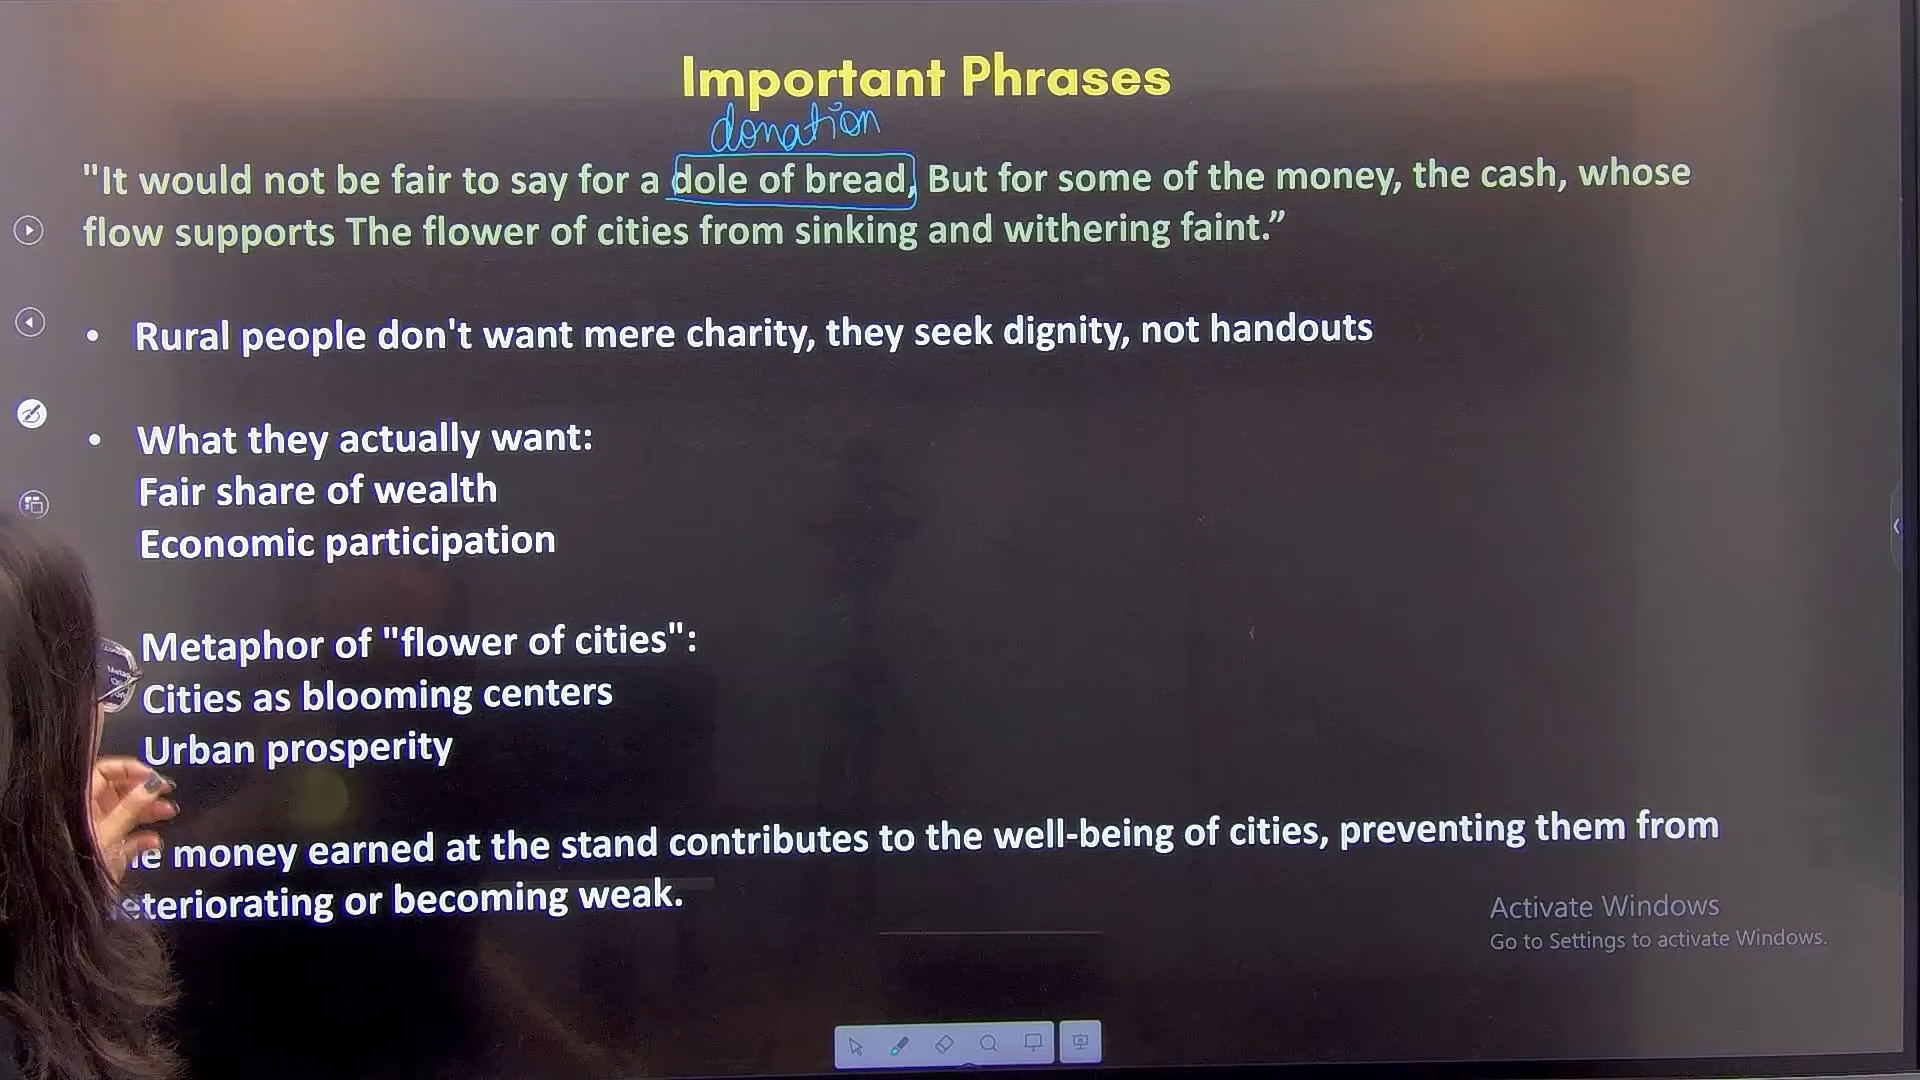 Important Phrases
donation
"It would not be fair to say for a dole of bread, But for some of the money, the cash, whose
flow supports The flower of cities from sinking and withering faint.”
• Rural people don't want mere charity, they seek dignity, not handouts
• What they actually want:
Fair share of wealth
Economic participation
Metaphor of "flower of cities":
Cities as blooming centers
Urban prosperity
money earned at the stand contributes to the well-being of cities, preventing them from
or becoming weak.
Activate Windows
Go to Settings to activate Windows.